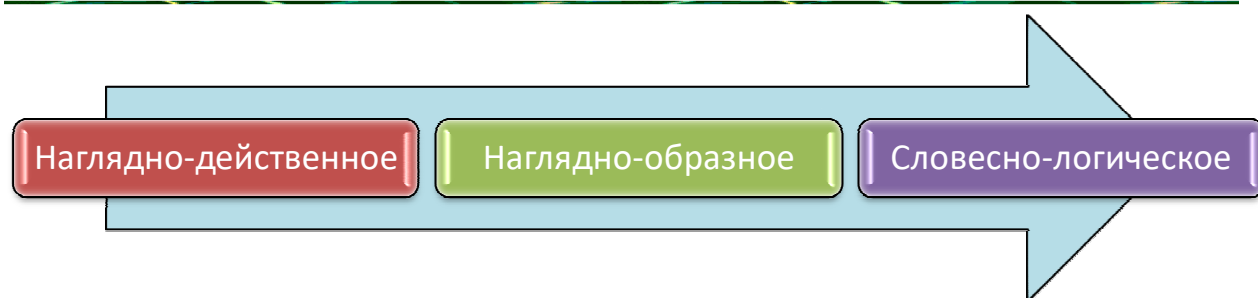 Наглядно-действенное
Наглядно-образное
Словесно-логическое